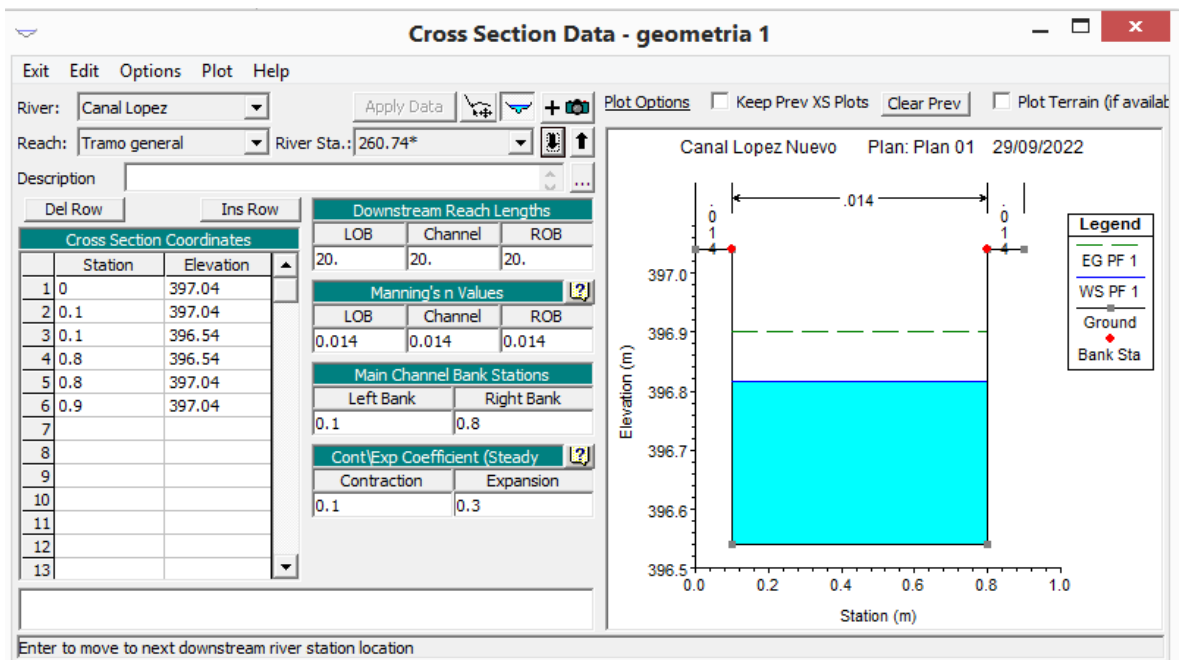 Cross Section Data - geometria 1
Exit Edit Options Plot Help
River: Canal Lopez Apply Data
Reach: Tramo general River Sta.: 260.74*
Description ...
Del Row Ins Row
Cross Section Coordinates
Station Elevation
1 0 397.04
2 0.1 397.04
3 0.1 396.54
4 0.8 396.54
5 0.8 397.04
6 0.9 397.04
7
8
9
10
11
12
13
Downstream Reach Lengths
LOB Channel ROB
20. 20. 20.
Manning's n Values
LOB Channel ROB
0.014 0.014 0.014
Main Channel Bank Stations
Left Bank Right Bank
0.1 0.8
Cont\Exp Coefficient (Steady
Contraction Expansion
0.1 0.3
Plot Options Keep Prev XS Plots Clear Prev Plot Terrain (if availab
Canal Lopez Nuevo Plan: Plan 01 29/09/2022
.014 .014 .014
Legend
EG PF 1
WS PF 1
Ground
Bank Sta
397.0
396.9
396.8
396.7
396.6
396.5
Elevation (m)
0.0 0.2 0.4 0.6 0.8 1.0
Station (m)
Enter to move to next downstream river station location